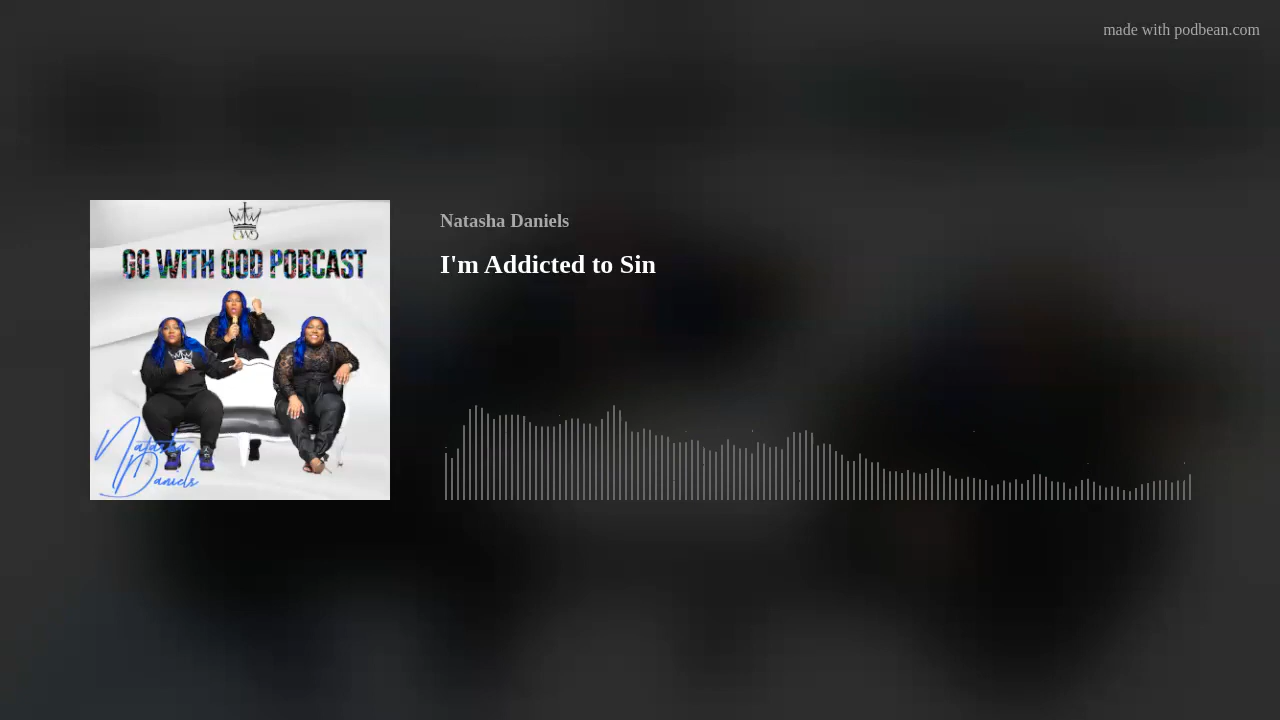 made with podbean.com
GO WITH GOD PODCAST
Natasha
Daniels
Natasha Daniels
I'm Addicted to Sin